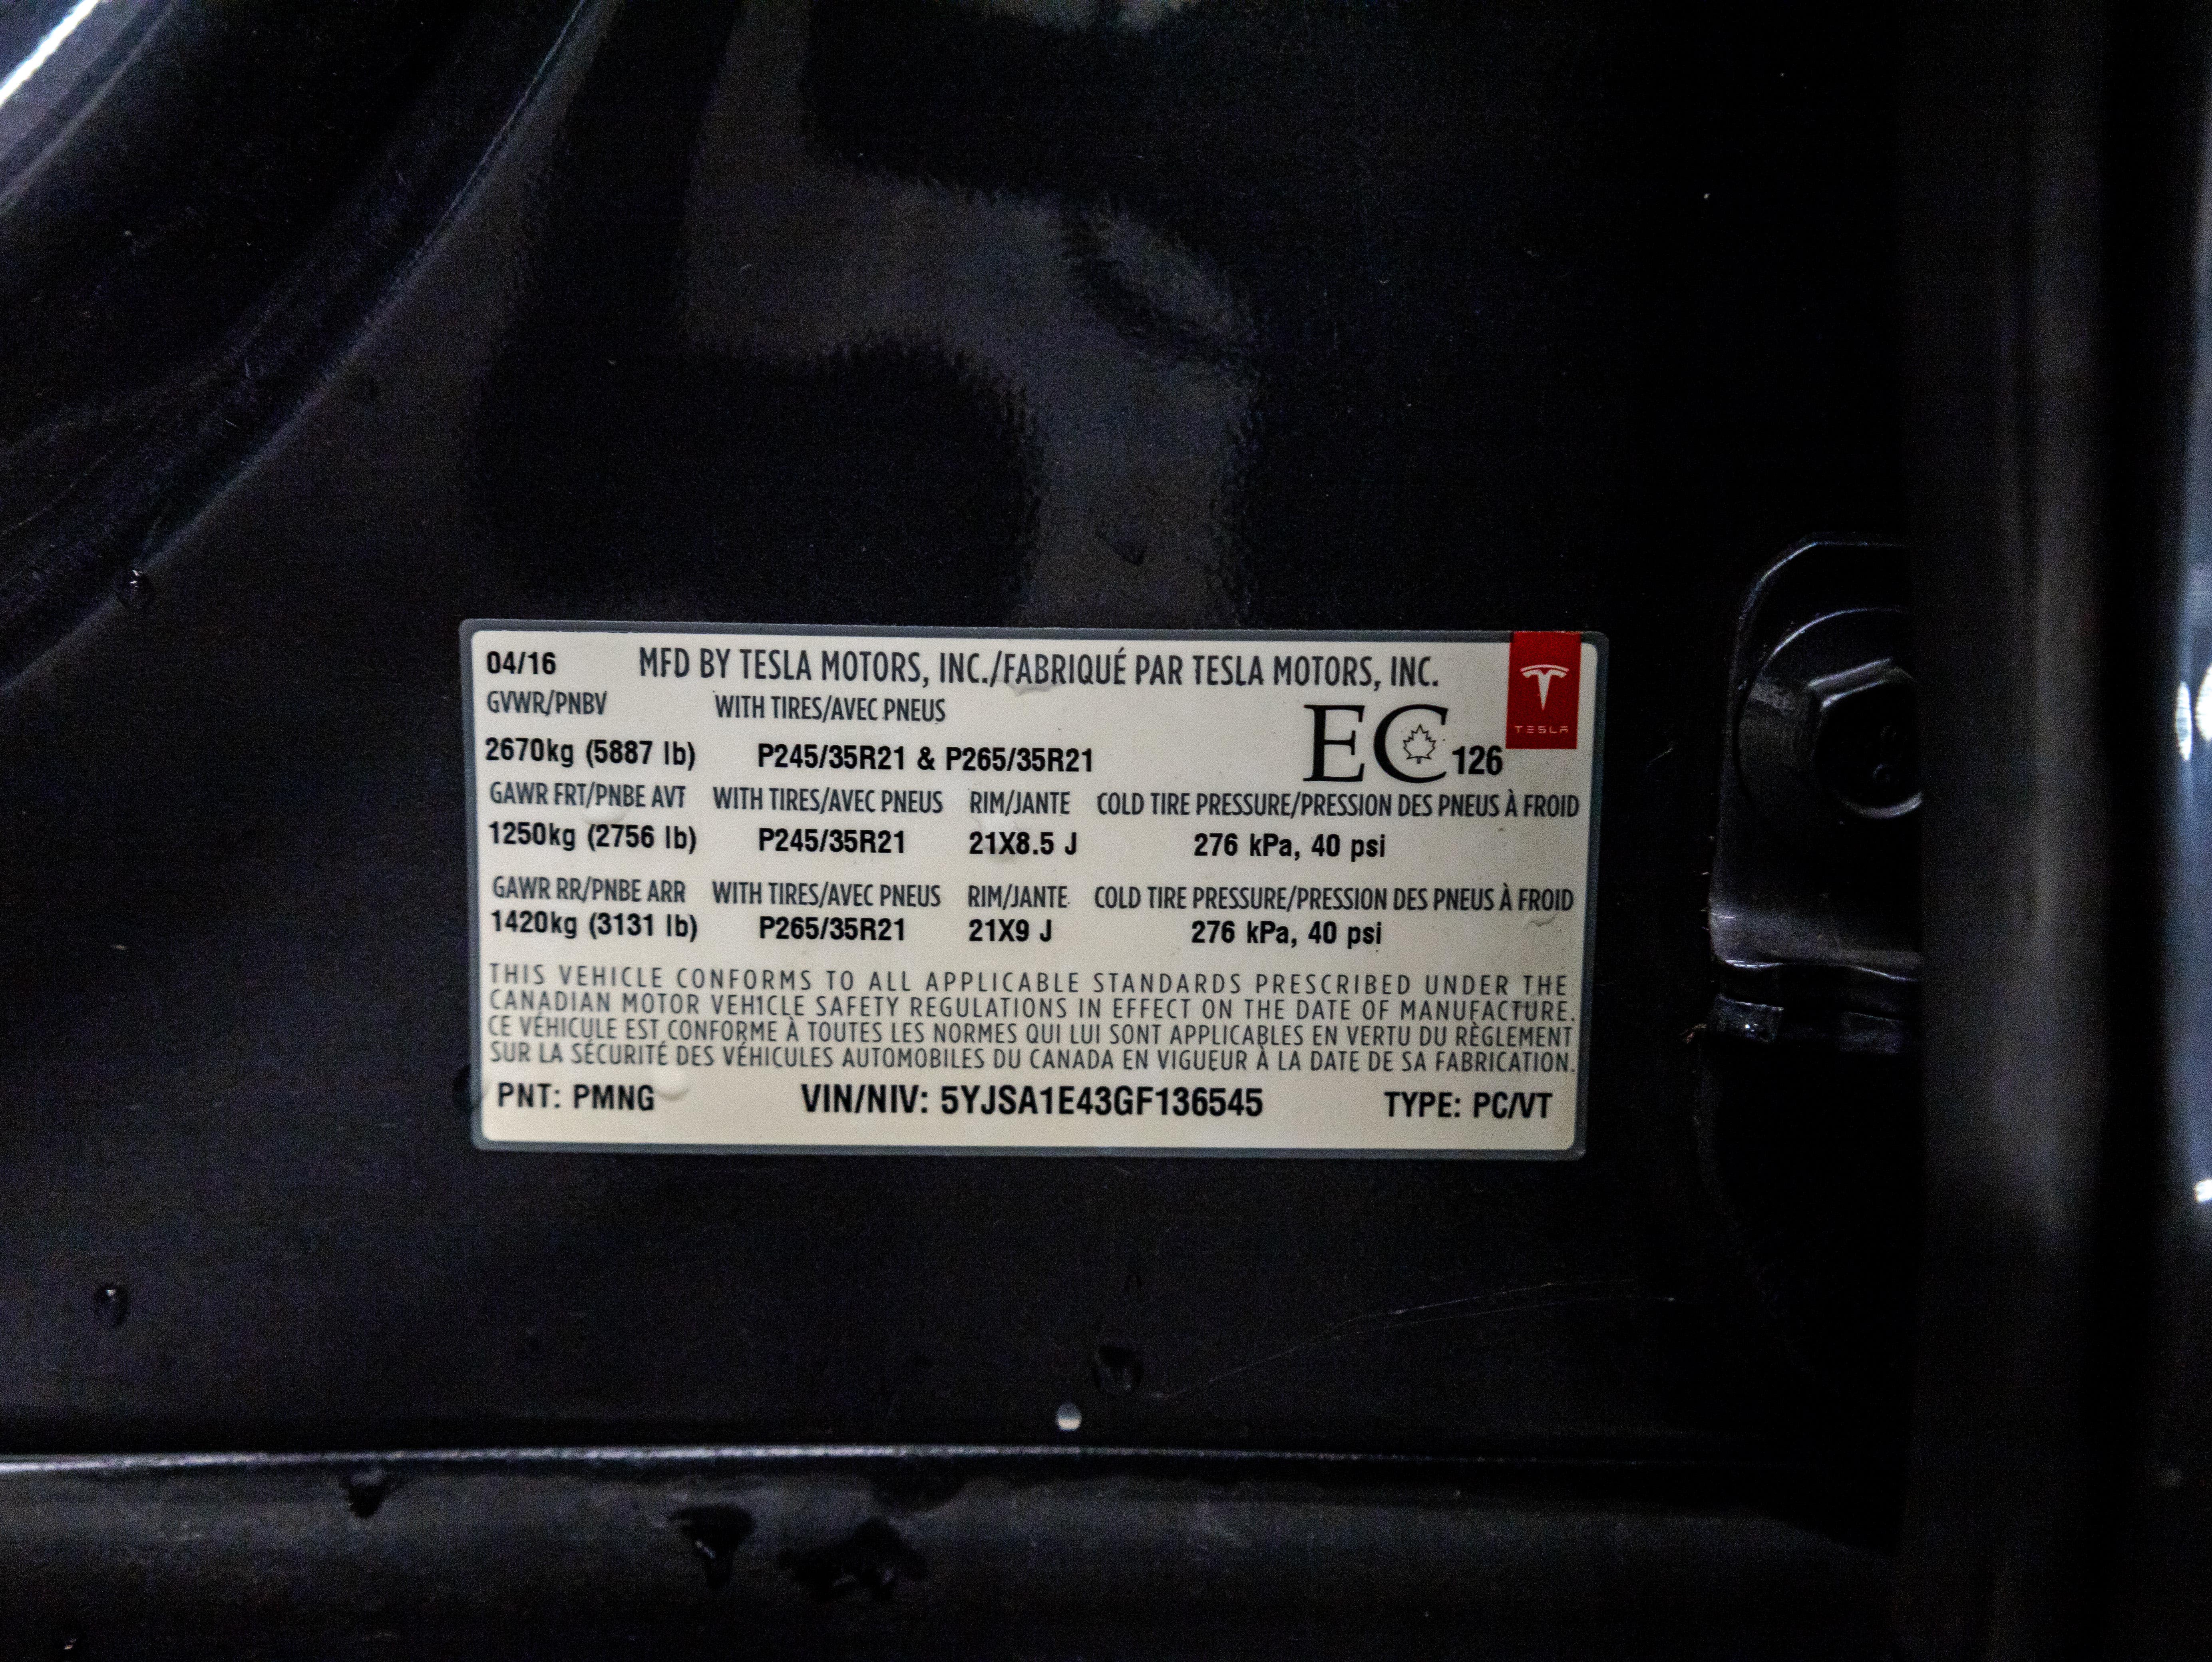 04/16 MFD BY TESLA MOTORS, INC./FABRIQUÉ PAR TESLA MOTORS, INC.
GVWR/PNBV WITH TIRES/AVEC PNEUS
2670kg (5887 lb) P245/35R21 & P265/35R21 EC 126
TESLA
GAWR FRT/PNBE AVT WITH TIRES/AVEC PNEUS RIM/JANTE COLD TIRE PRESSURE/PRESSION DES PNEUS À FROID
1250kg (2756 lb) P245/35R21 21X8.5 J 276 kPa, 40 psi
GAWR RR/PNBE ARR WITH TIRES/AVEC PNEUS RIM/JANTE COLD TIRE PRESSURE/PRESSION DES PNEUS À FROID
1420kg (3131 lb) P265/35R21 21X9 J 276 kPa, 40 psi
THIS VEHICLE CONFORMS TO ALL APPLICABLE STANDARDS PRESCRIBED UNDER THE
CANADIAN MOTOR VEHICLE SAFETY REGULATIONS IN EFFECT ON THE DATE OF MANUFACTURE.
CE VÉHICULE EST CONFORME À TOUTES LES NORMES QUI LUI SONT APPLICABLES EN VERTU DU RÈGLEMENT
SUR LA SÉCURITÉ DES VÉHICULES AUTOMOBILES DU CANADA EN VIGUEUR À LA DATE DE SA FABRICATION.
PNT: PMNG VIN/NIV: 5YJSA1E43GF136545 TYPE: PC/VT